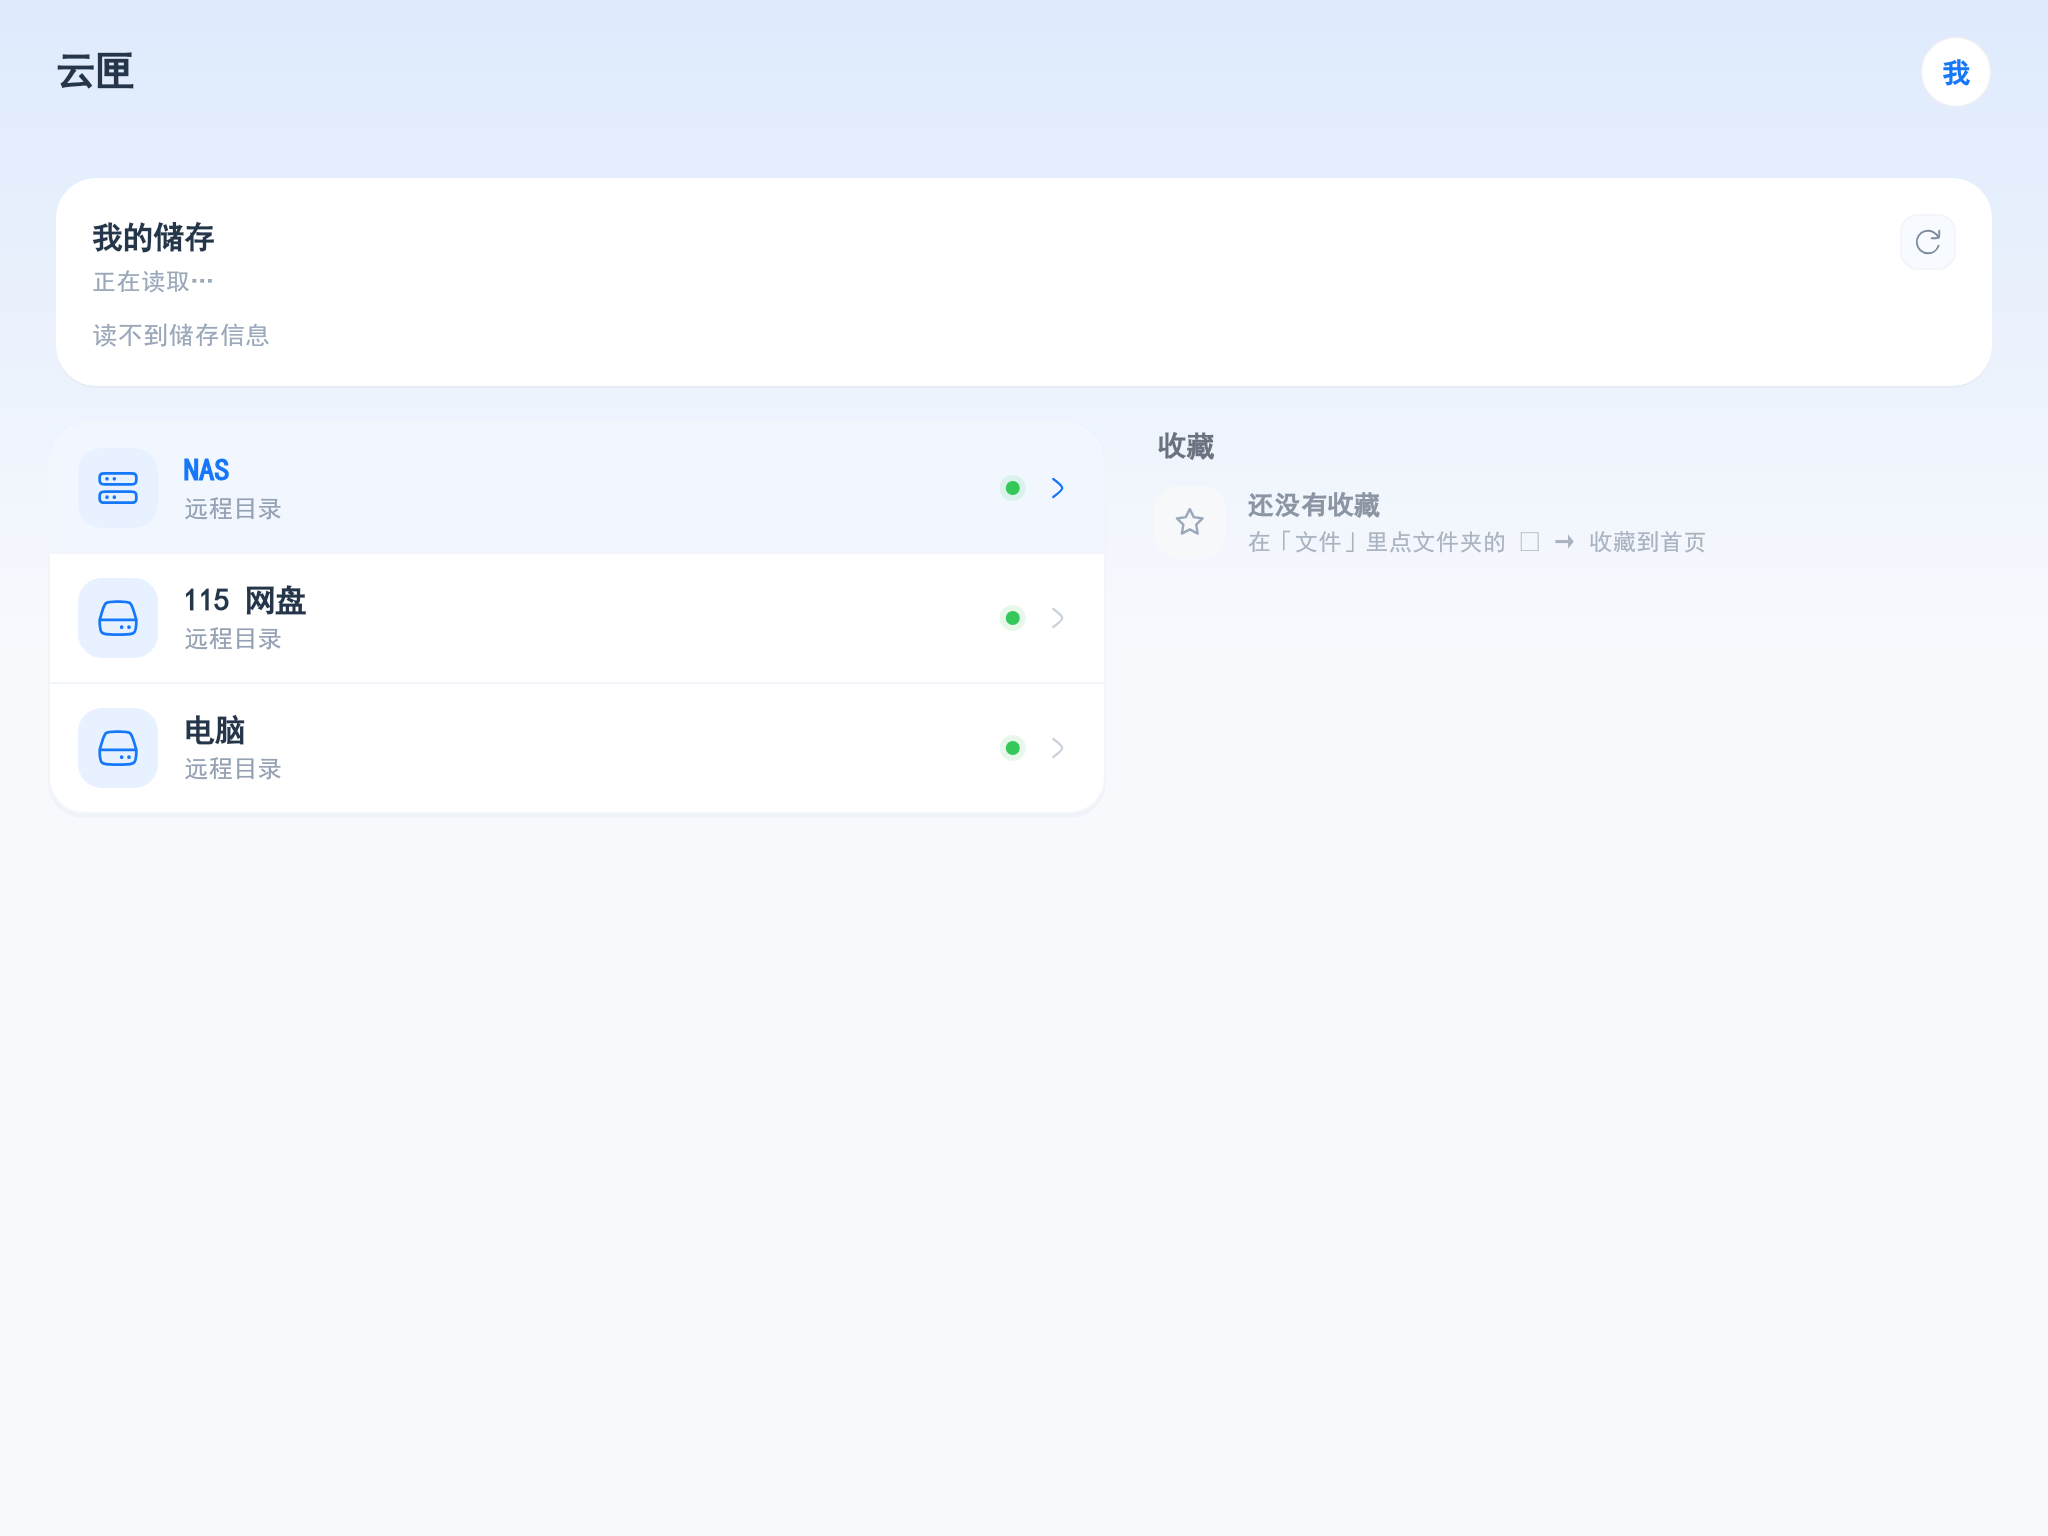 云匣
我
我的储存
正在读取…
读不到储存信息
NAS
远程目录
115 网盘
远程目录
电脑
远程目录
收藏
还没有收藏
在「文件」里点文件夹的 □ → 收藏到首页